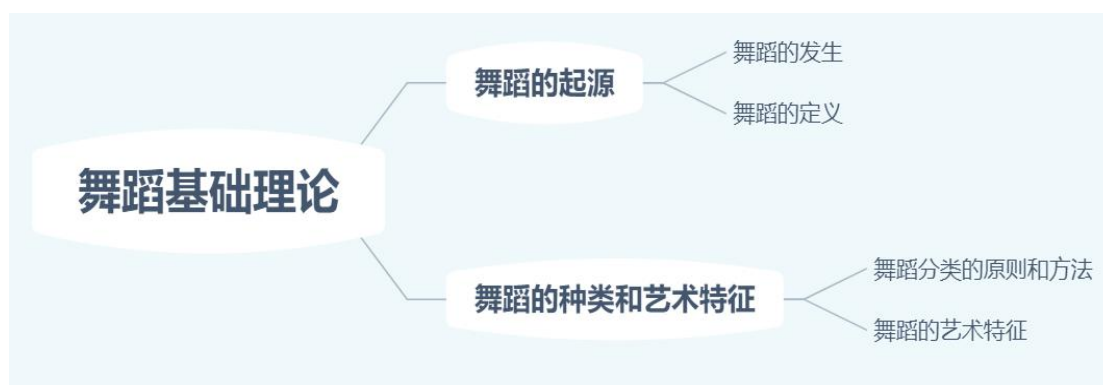 舞蹈基础理论
舞蹈的起源
舞蹈的发生
舞蹈的定义
舞蹈的种类和艺术特征
舞蹈分类的原则和方法
舞蹈的艺术特征